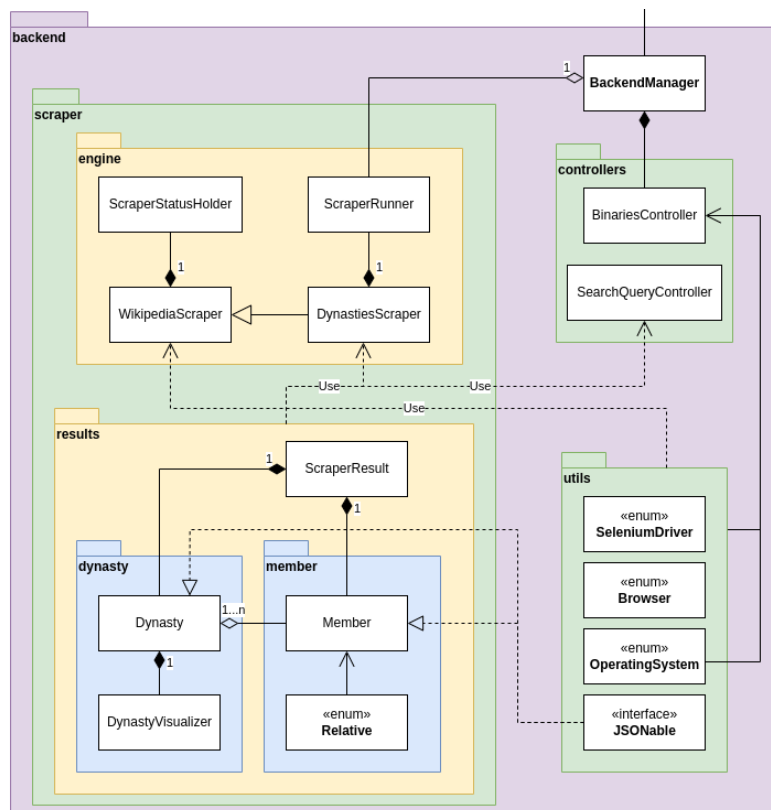 backend
1
BackendManager
scraper
engine
controllers
ScraperStatusHolder
ScraperRunner
BinariesController
1
1
SearchQueryController
WikipediaScraper
DynastiesScraper
Use
Use
Use
results
1
ScraperResult
utils
1
«enum»
SeleniumDriver
dynasty
member
«enum»
Browser
1...n
Dynasty
Member
«enum»
OperatingSystem
1
DynastyVisualizer
«enum»
Relative
«interface»
JSONable